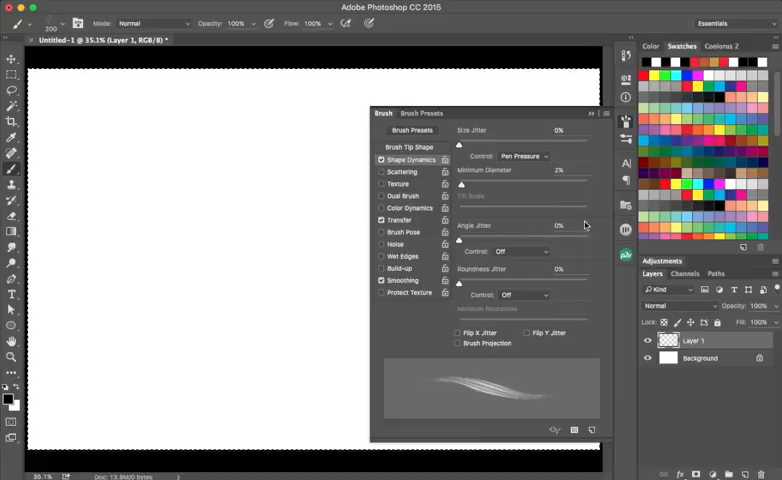 Adobe Photoshop CC 2015
200
Mode: Normal
Opacity: 100%
Flow: 100%
Essentials
Untitled-1 @ 35.1% (Layer 1, RGB/8) *
Color Swatches Coolorus 2
Brush Brush Presets
Brush Presets
Size Jitter 0%
Brush Tip Shape
Control: Pen Pressure
Shape Dynamics
Scattering
Minimum Diameter 2%
Texture
Dual Brush
Tilt Scale
Color Dynamics
Transfer
Angle Jitter 0%
Brush Pose
Noise
Control: Off
Wet Edges
Build-up
Roundness Jitter 0%
Smoothing
Protect Texture
Control: Off
Minimum Roundness
Flip X Jitter Flip Y Jitter
Brush Projection
Adjustments
Layers Channels Paths
Kind
Normal Opacity: 100%
Lock: Fill: 100%
Layer 1
Background
35.1% Doc: 13.9M/0 bytes